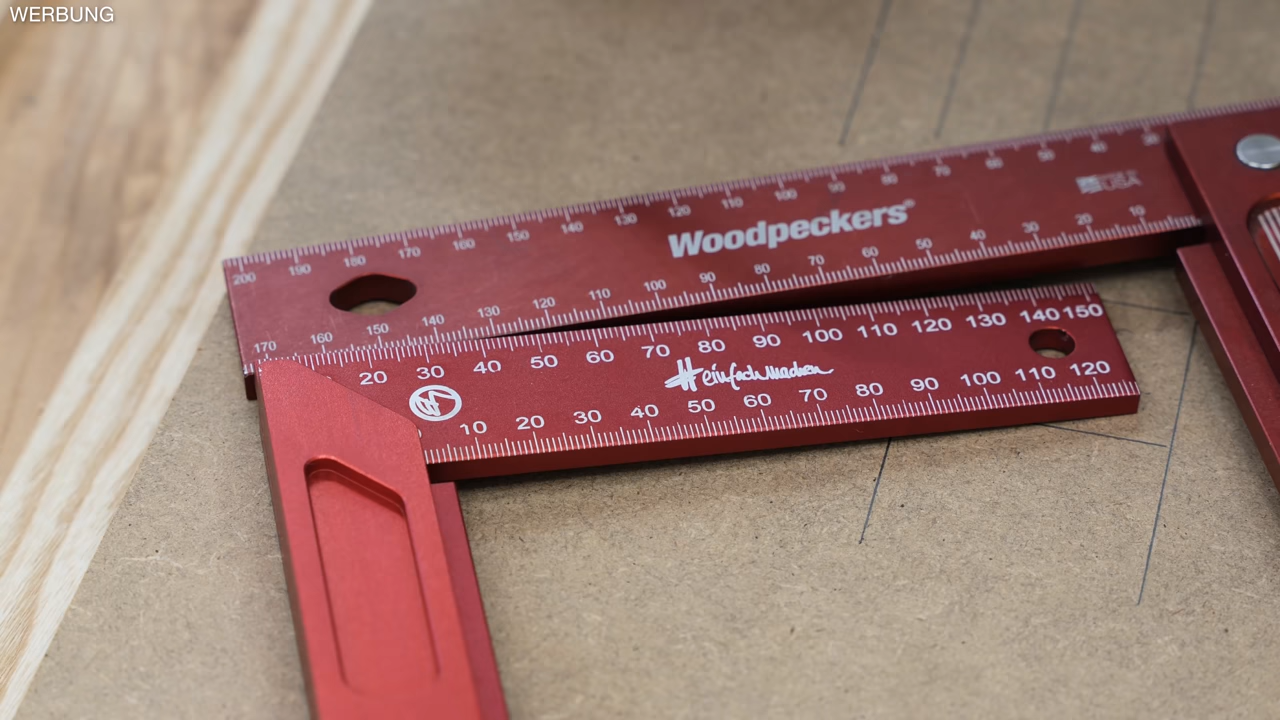 WERBUNG
50 40 30
200 190 180 170 160 150 140 130 120 110 100 90 80 70 60 50 40
USA
Woodpeckers®
170 160 150 140 130 120 110 100 90 80 70 60 50 40 30 20 10
20 30 40 50 60 70 80 90 100 110 120 130 140 150
#einfachmachen
10 20 30 40 50 60 70 80 90 100 110 120